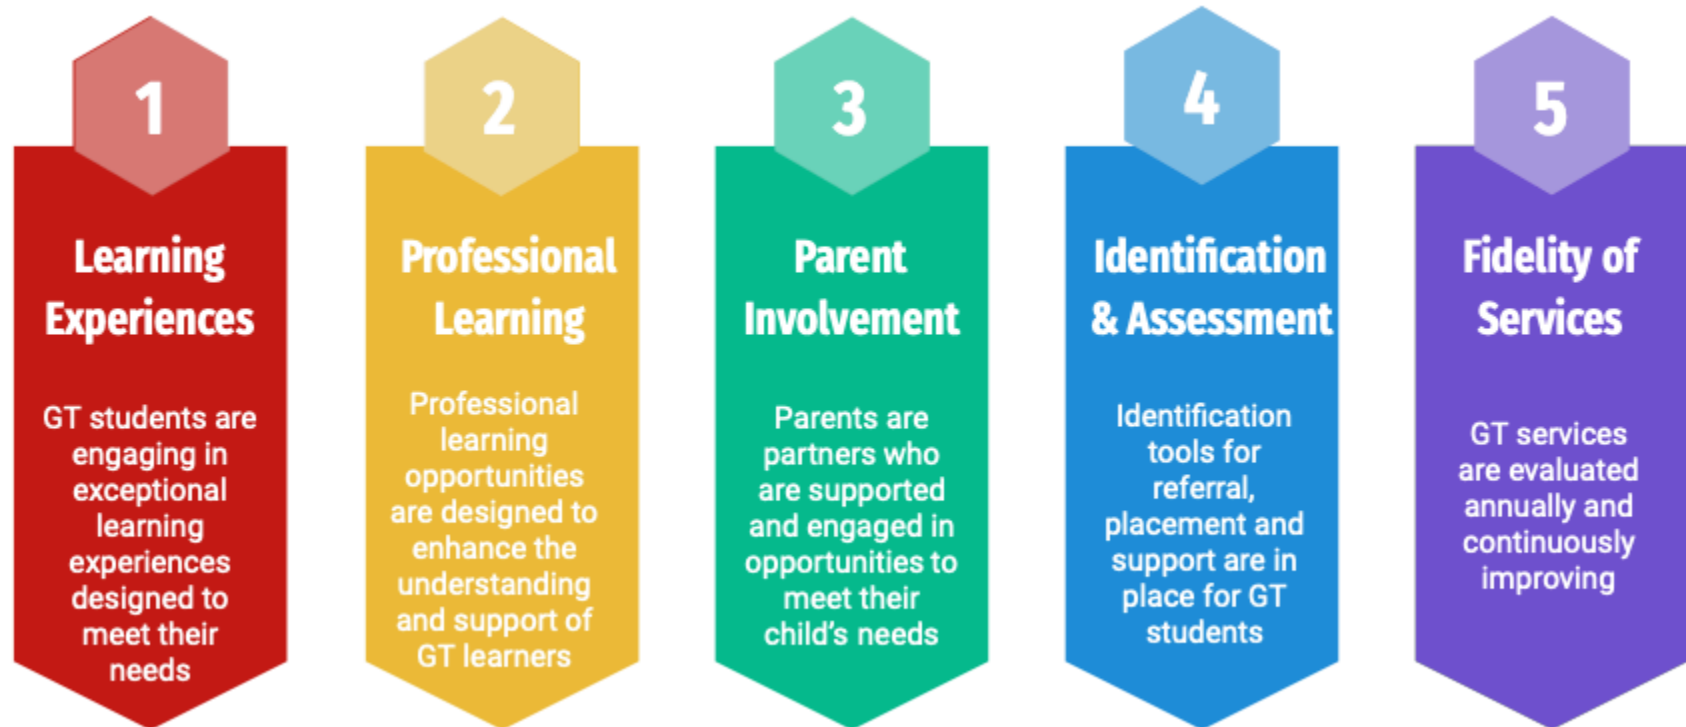 1
Learning
Experiences
GT students are
engaging in
exceptional
learning
experiences
designed to
meet their
needs
2
Professional
Learning
Professional
learning
opportunities
are designed to
enhance the
understanding
and support of
GT learners
3
Parent
Involvement
Parents are
partners who
are supported
and engaged in
opportunities to
meet their
child’s needs
4
Identification
& Assessment
Identification
tools for
referral,
placement and
support are in
place for GT
students
5
Fidelity of
Services
GT services
are evaluated
annually and
continuously
improving